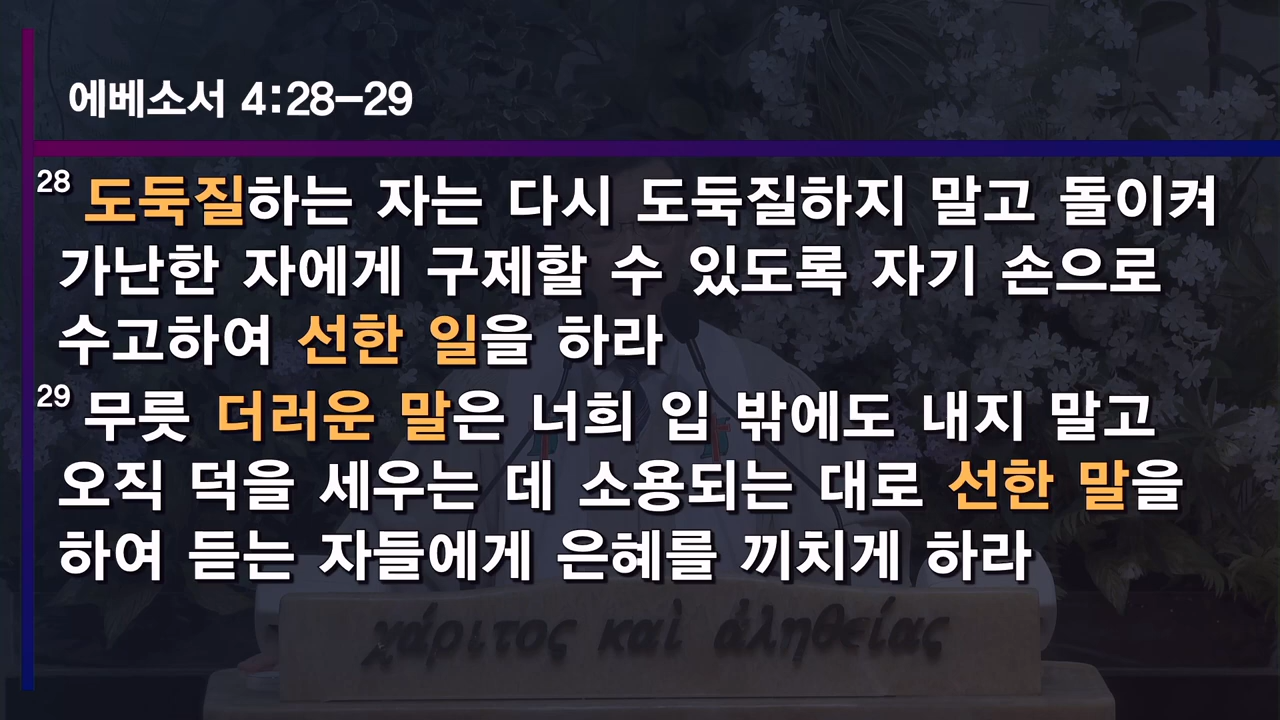 에베소서 4:28-29
28 도둑질하는 자는 다시 도둑질하지 말고 돌이켜
가난한 자에게 구제할 수 있도록 자기 손으로
수고하여 선한 일을 하라
29 무릇 더러운 말은 너희 입 밖에도 내지 말고
오직 덕을 세우는 데 소용되는 대로 선한 말을
하여 듣는 자들에게 은혜를 끼치게 하라
χάριτος καὶ ἀληθείας